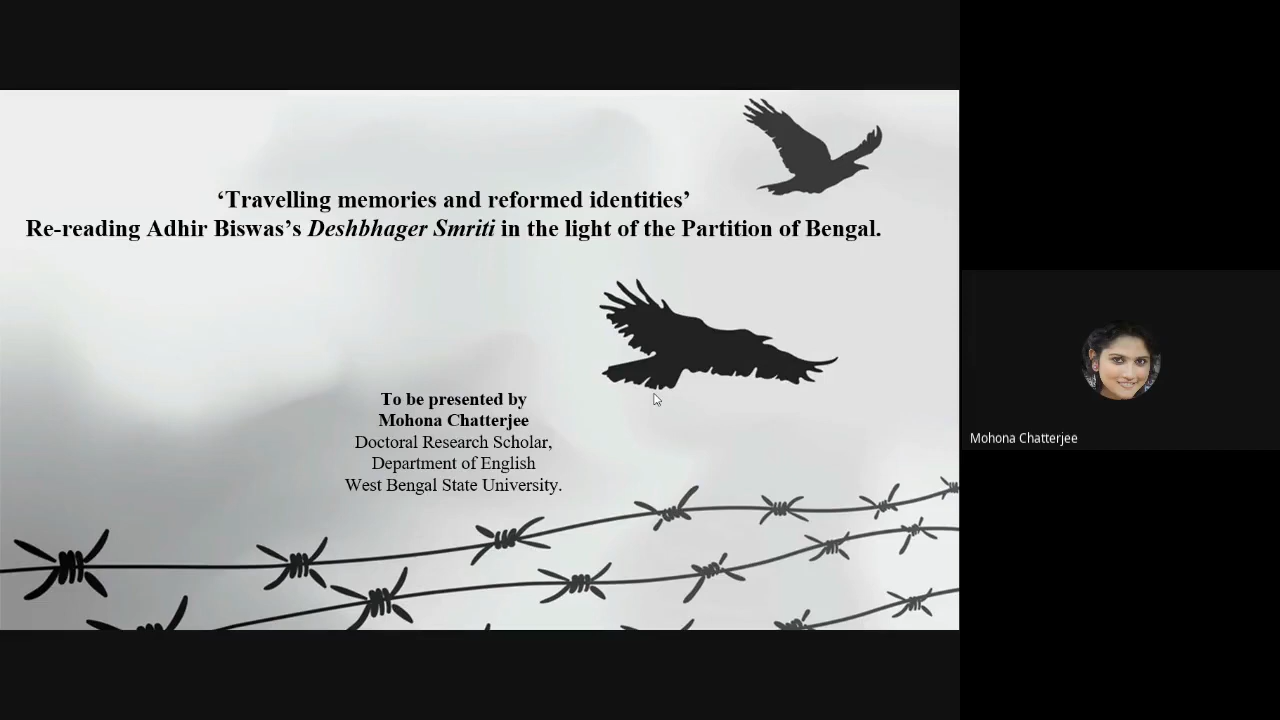 ‘Travelling memories and reformed identities’
Re-reading Adhir Biswas’s Deshbhager Smriti in the light of the Partition of Bengal.
To be presented by
Mohona Chatterjee
Doctoral Research Scholar,
Department of English
West Bengal State University.
Mohona Chatterjee